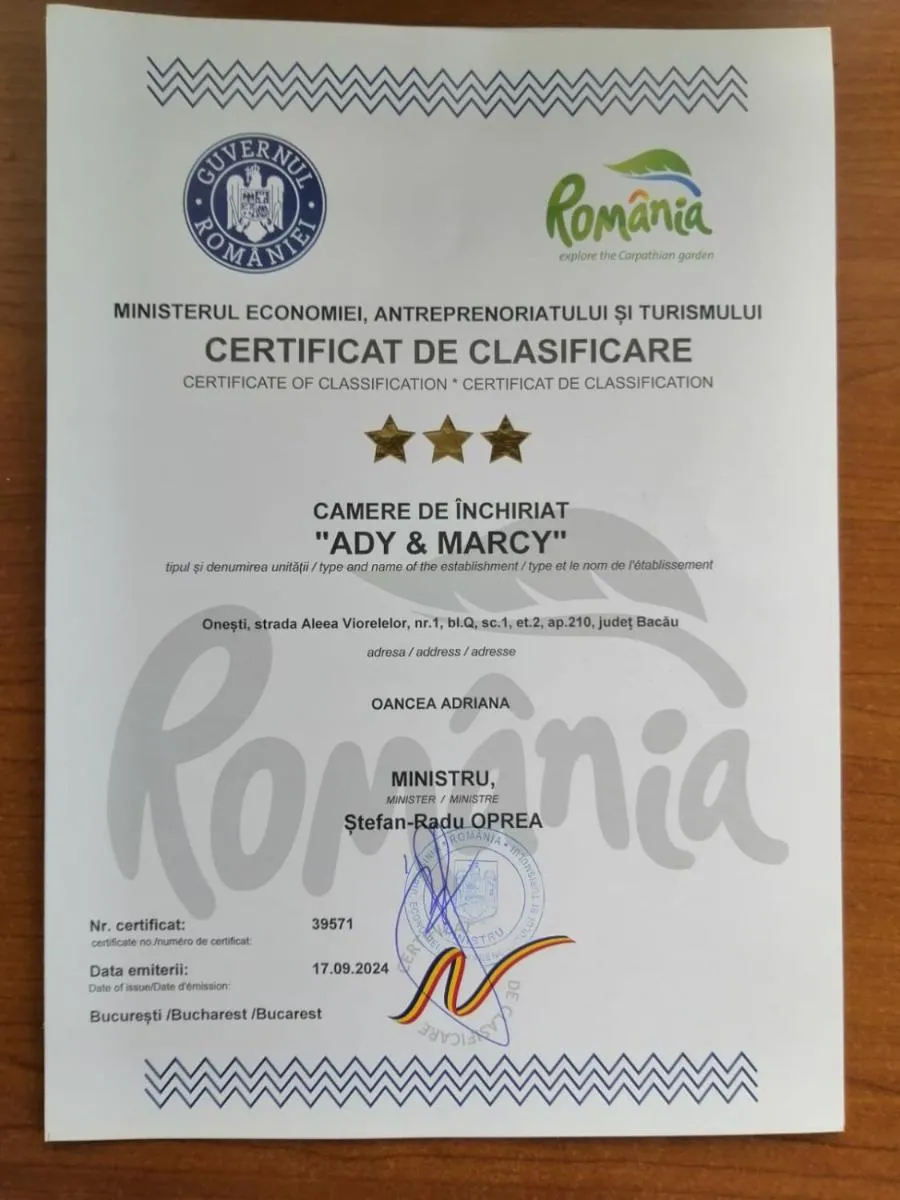 GUVERNUL ROMÂNIEI
România
explore the Carpathian garden
MINISTERUL ECONOMIEI, ANTREPRENORIATULUI ȘI TURISMULUI
CERTIFICAT DE CLASIFICARE
CERTIFICATE OF CLASSIFICATION * CERTIFICAT DE CLASSIFICATION
CAMERE DE ÎNCHIRIAT
"ADY & MARCY"
tipul și denumirea unității / type and name of the establishment / type et le nom de l'établissement
Onești, strada Aleea Viorelelor, nr.1, bl.Q, sc.1, et.2, ap.210, județ Bacău
adresa / address / adresse
OANCEA ADRIANA
România
MINISTRU,
MINISTER / MINISTRE
Ștefan-Radu OPREA
ROMÂNIA
Nr. certificat: 39571
certificate no./numéro de certificat:
Data emiterii: 17.09.2024
Date of issue/Date d'émission:
DE CLASIFICARE
București /Bucharest /Bucarest